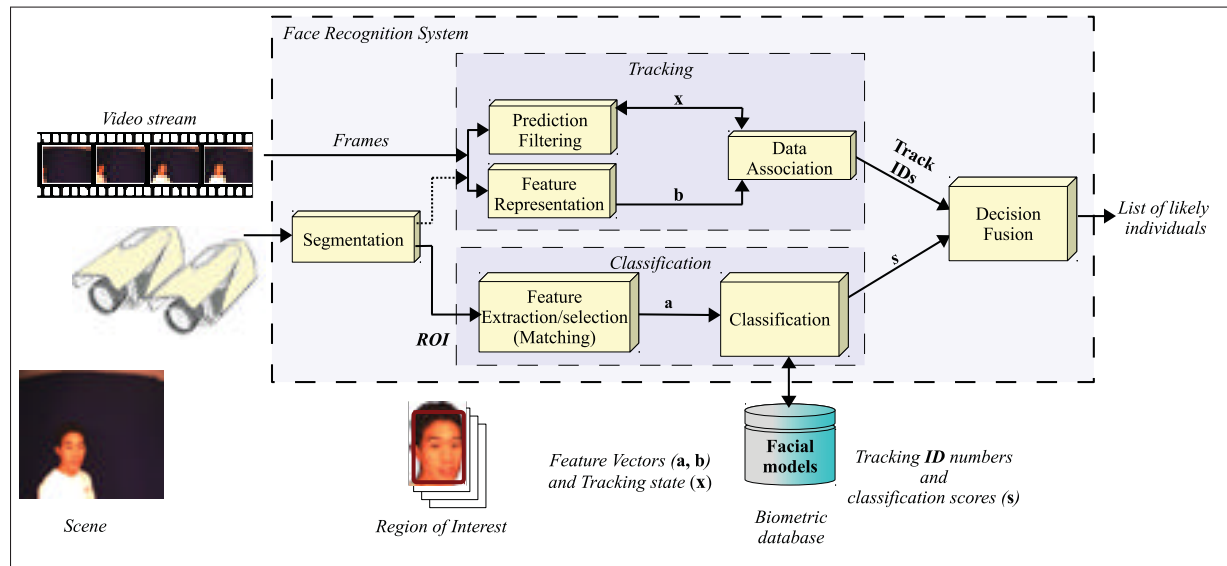 Face Recognition System
Tracking
Video stream
Frames
Prediction
Filtering
x
Data
Association
Feature
Representation
b
Track
IDs
Segmentation
Decision
Fusion
List of likely
individuals
Classification
s
Feature
Extraction/selection
(Matching)
a
Classification
ROI
Facial
models
Feature Vectors (a, b)
and Tracking state (x)
Tracking ID numbers
and
classification scores (s)
Scene
Region of Interest
Biometric
database